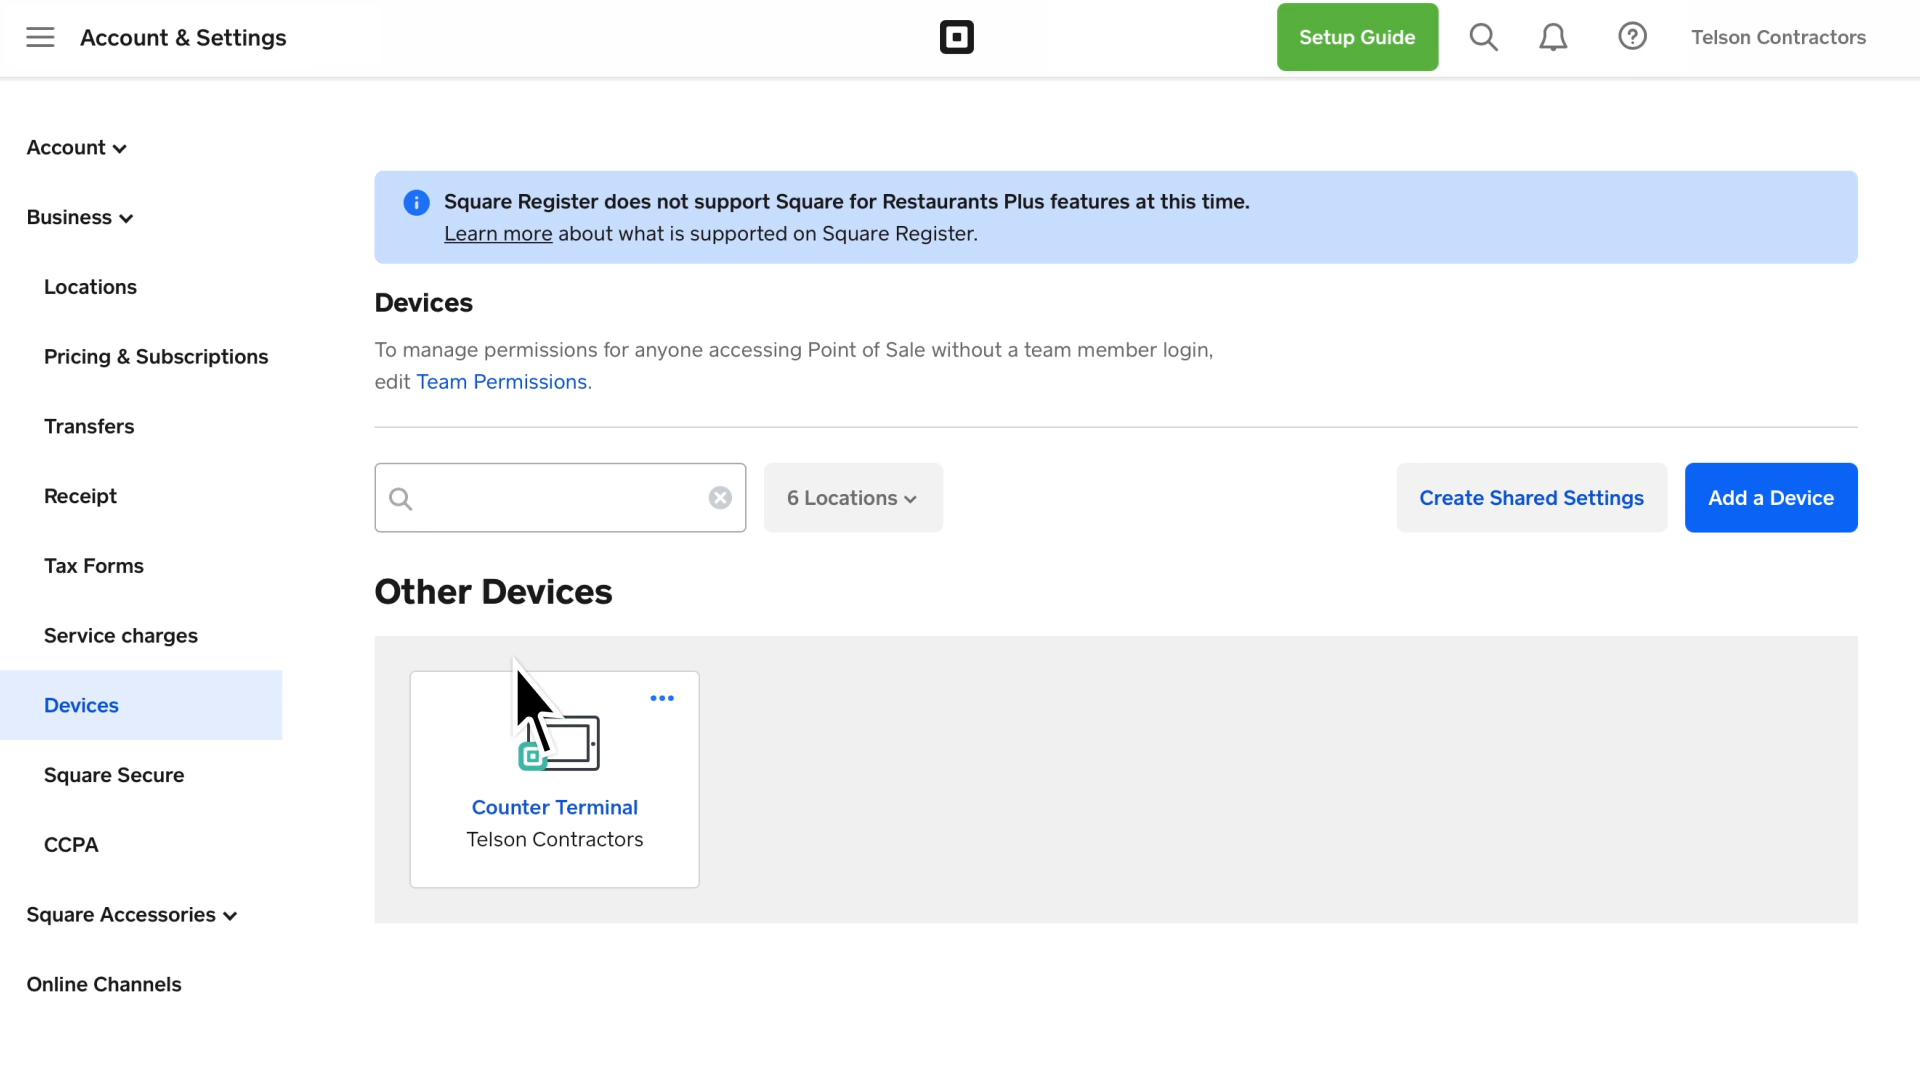 Account & Settings
Setup Guide
Telson Contractors
Account
Business
Locations
Pricing & Subscriptions
Transfers
Receipt
Tax Forms
Service charges
Devices
Square Secure
CCPA
Square Accessories
Online Channels
Square Register does not support Square for Restaurants Plus features at this time.
Learn more about what is supported on Square Register.
Devices
To manage permissions for anyone accessing Point of Sale without a team member login,
edit Team Permissions.
6 Locations
Create Shared Settings
Add a Device
Other Devices
Counter Terminal
Telson Contractors